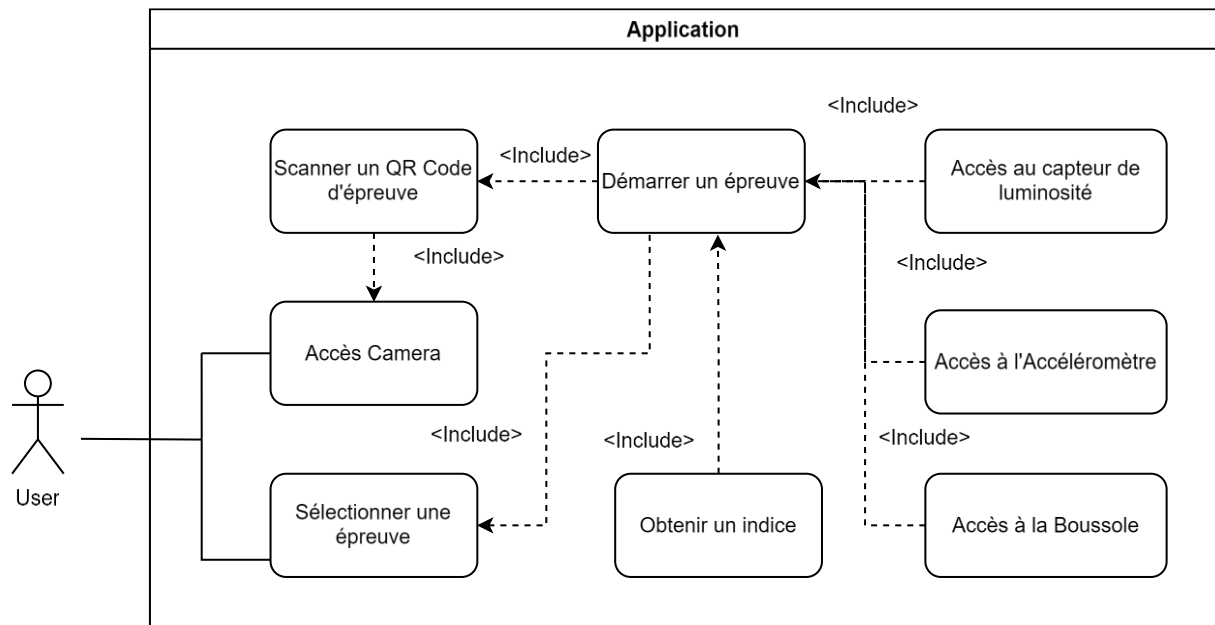 Application
<Include>
Scanner un QR Code
d'épreuve
<Include>
Démarrer un épreuve
Accès au capteur de
luminosité
<Include>
<Include>
Accès Camera
Accès à l'Accéléromètre
User
Sélectionner une
épreuve
<Include>
<Include>
Obtenir un indice
<Include>
Accès à la Boussole